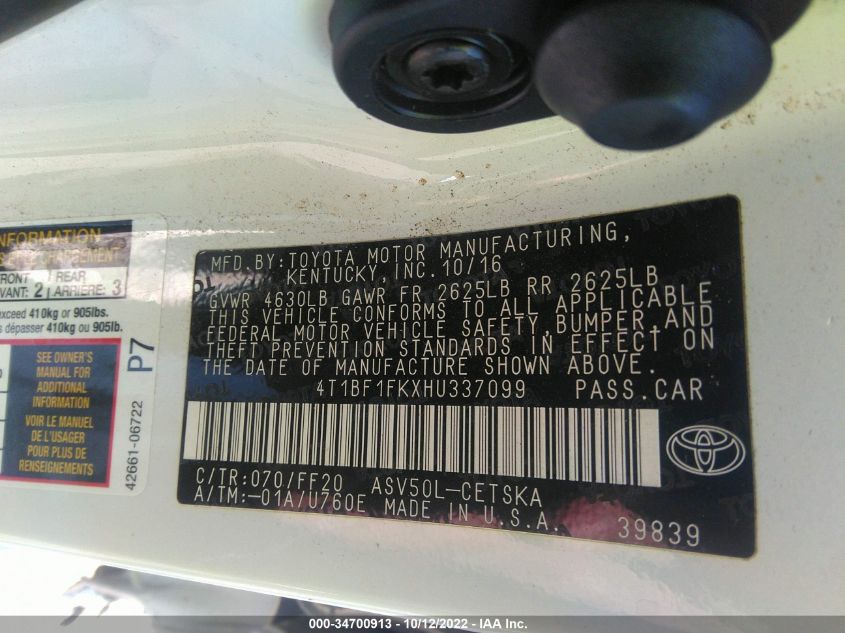 INFORMATION
FRONT REAR
AVANT: 2 ARRIÈRE: 3
exceed 410kg or 905lbs.
dépasser 410kg ou 905lb.
SEE OWNER'S
MANUAL FOR
ADDITIONAL
INFORMATION
VOIR LE MANUEL
DE L'USAGER
POUR PLUS DE
RENSEIGNEMENTS
P7
42661-06722
MFD.BY:TOYOTA MOTOR MANUFACTURING,
KENTUCKY,INC.10/16
GVWR 4630LB GAWR FR 2625LB RR 2625LB
THIS VEHICLE CONFORMS TO ALL APPLICABLE
FEDERAL MOTOR VEHICLE SAFETY,BUMPER,AND
THEFT PREVENTION STANDARDS IN EFFECT ON
THE DATE OF MANUFACTURE SHOWN ABOVE.
4T1BF1FKXHU337099 PASS.CAR
C/TR:070/FF20 ASV50L-CETSKA
A/TM:-01A/U760E MADE IN U.S.A.
39839
000-34700913 - 10/12/2022 - IAA Inc.